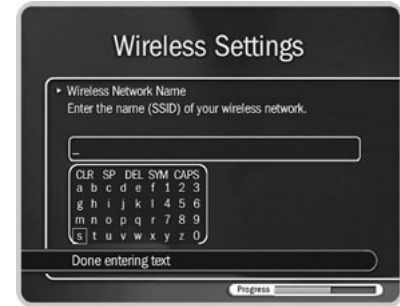 Wireless Settings
Wireless Network Name
Enter the name (SSID) of your wireless network.
_
CLR SP DEL SYM CAPS
a b c d e f 1 2 3
g h i j k l 4 5 6
m n o p q r 7 8 9
s t u v w x y z 0
Done entering text
Progress